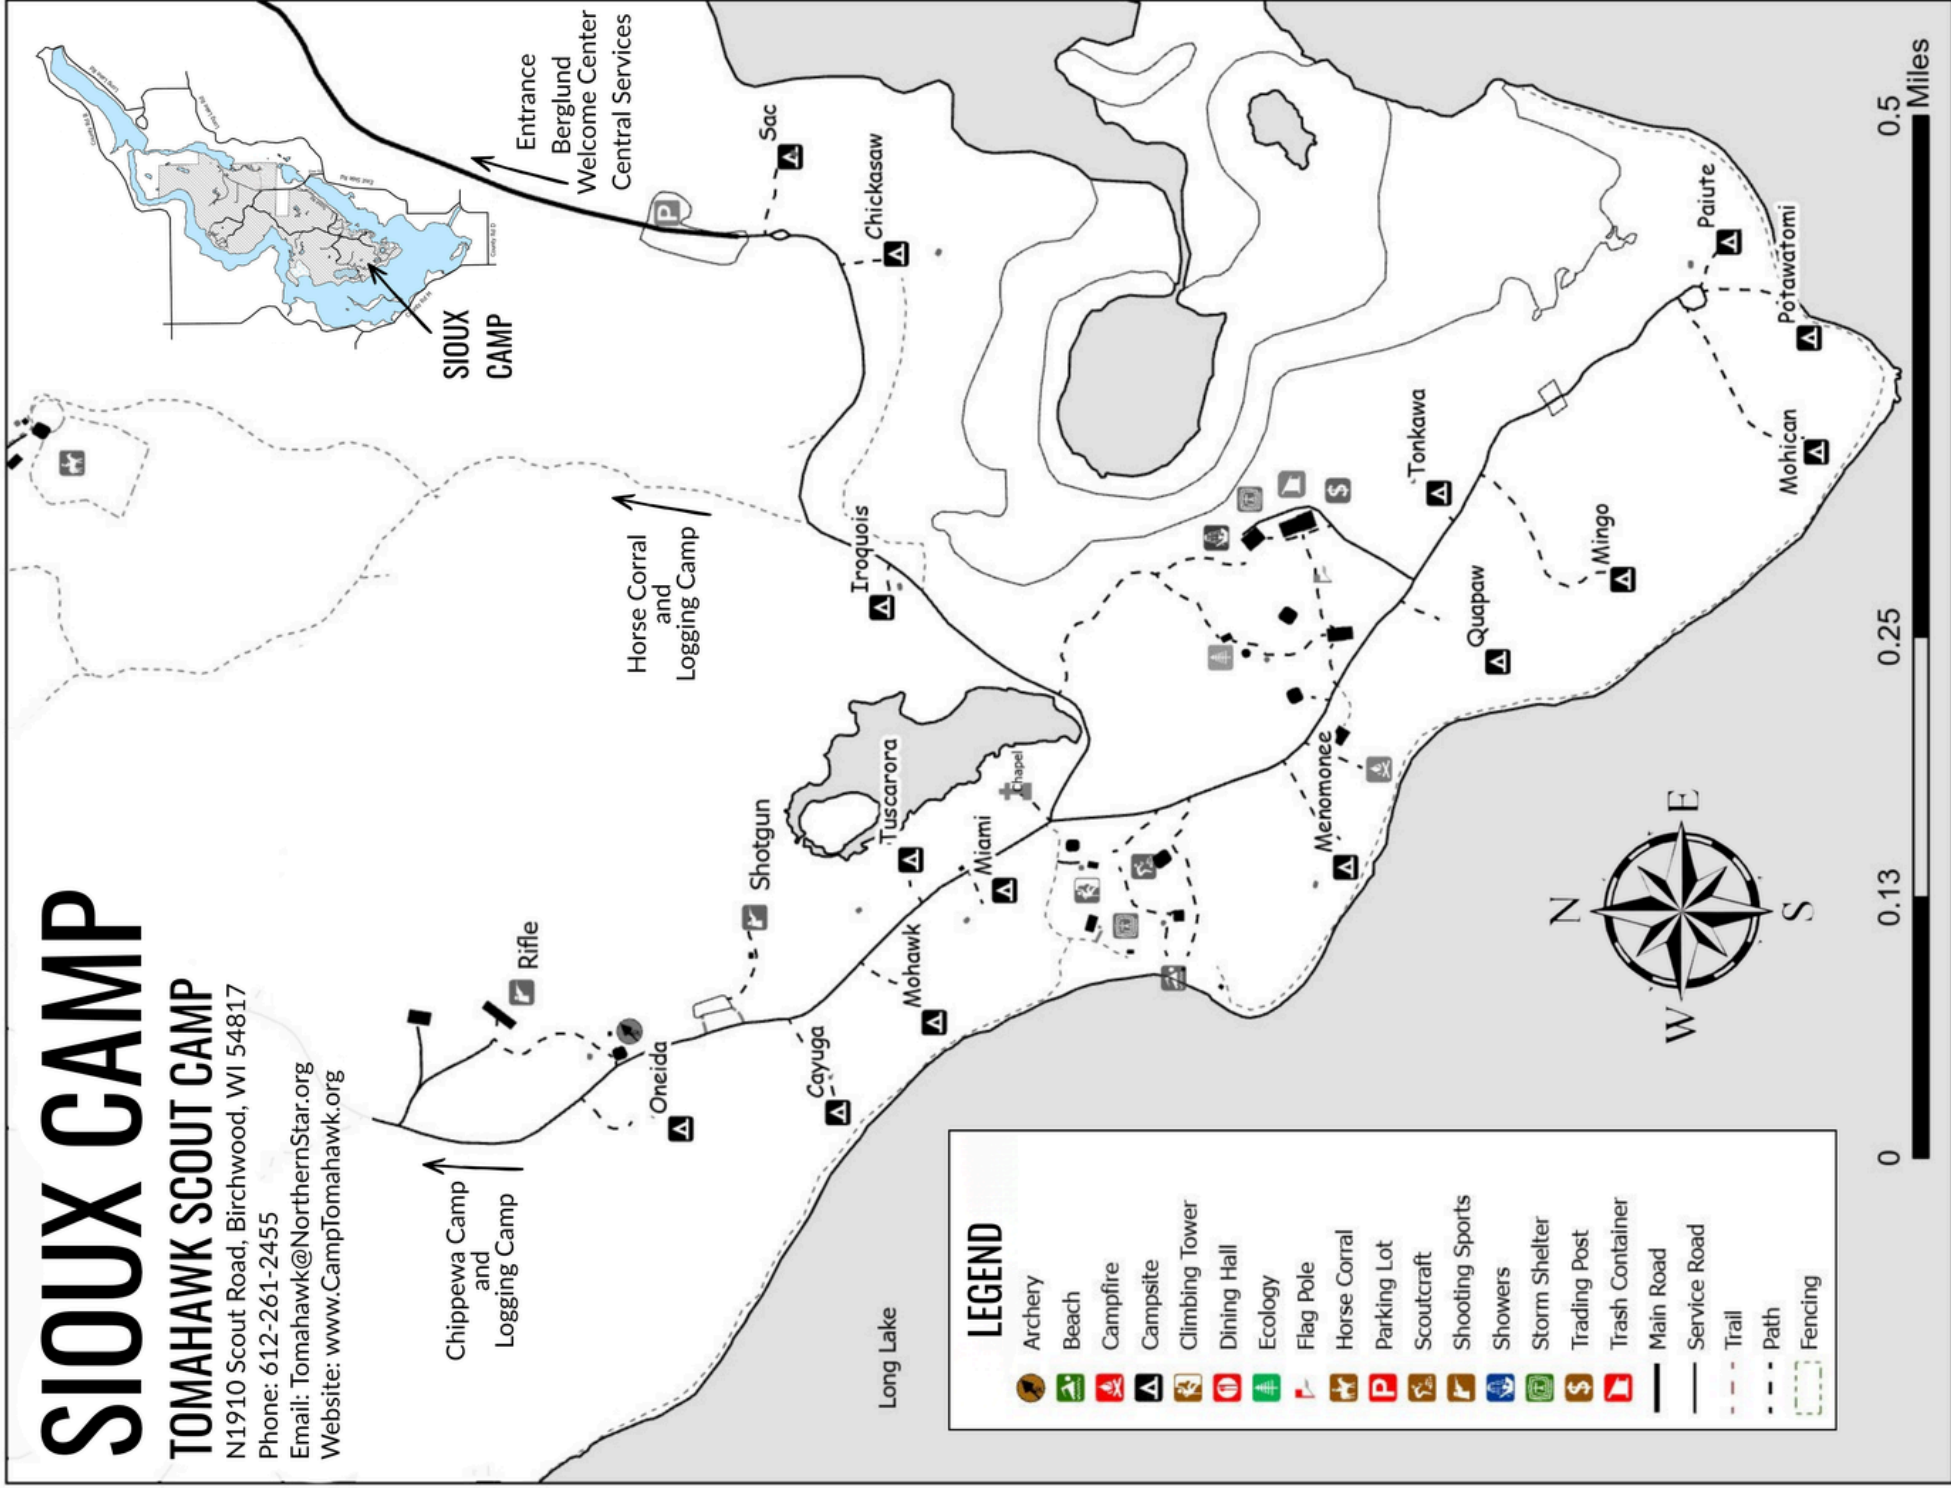 SIOUX CAMP
TOMAHAWK SCOUT CAMP
N1910 Scout Road, Birchwood, WI 54817
Phone: 612-261-2455
Email: Tomahawk@NorthernStar.org
Website: www.CampTomahawk.org
SIOUX
CAMP
Entrance
Berglund
Welcome Center
Central Services
P
Sac
Chickasaw
Horse Corral
and
Logging Camp
Iroquois
Chippewa Camp
and
Logging Camp
Rifle
Shotgun
Oneida
Cayuga
Mohawk
Tuscarora
Miami
Chapel
Menomonee
Quapaw
Tonkawa
$
Mingo
Mohican
Potawatomi
Paiute
Long Lake
N
E
S
W
LEGEND
Archery
Beach
Campfire
Campsite
Climbing Tower
Dining Hall
Ecology
Flag Pole
Horse Corral
P Parking Lot
Scoutcraft
Shooting Sports
Showers
Storm Shelter
$ Trading Post
Trash Container
Main Road
Service Road
Trail
Path
Fencing
0 0.13 0.25 0.5
Miles